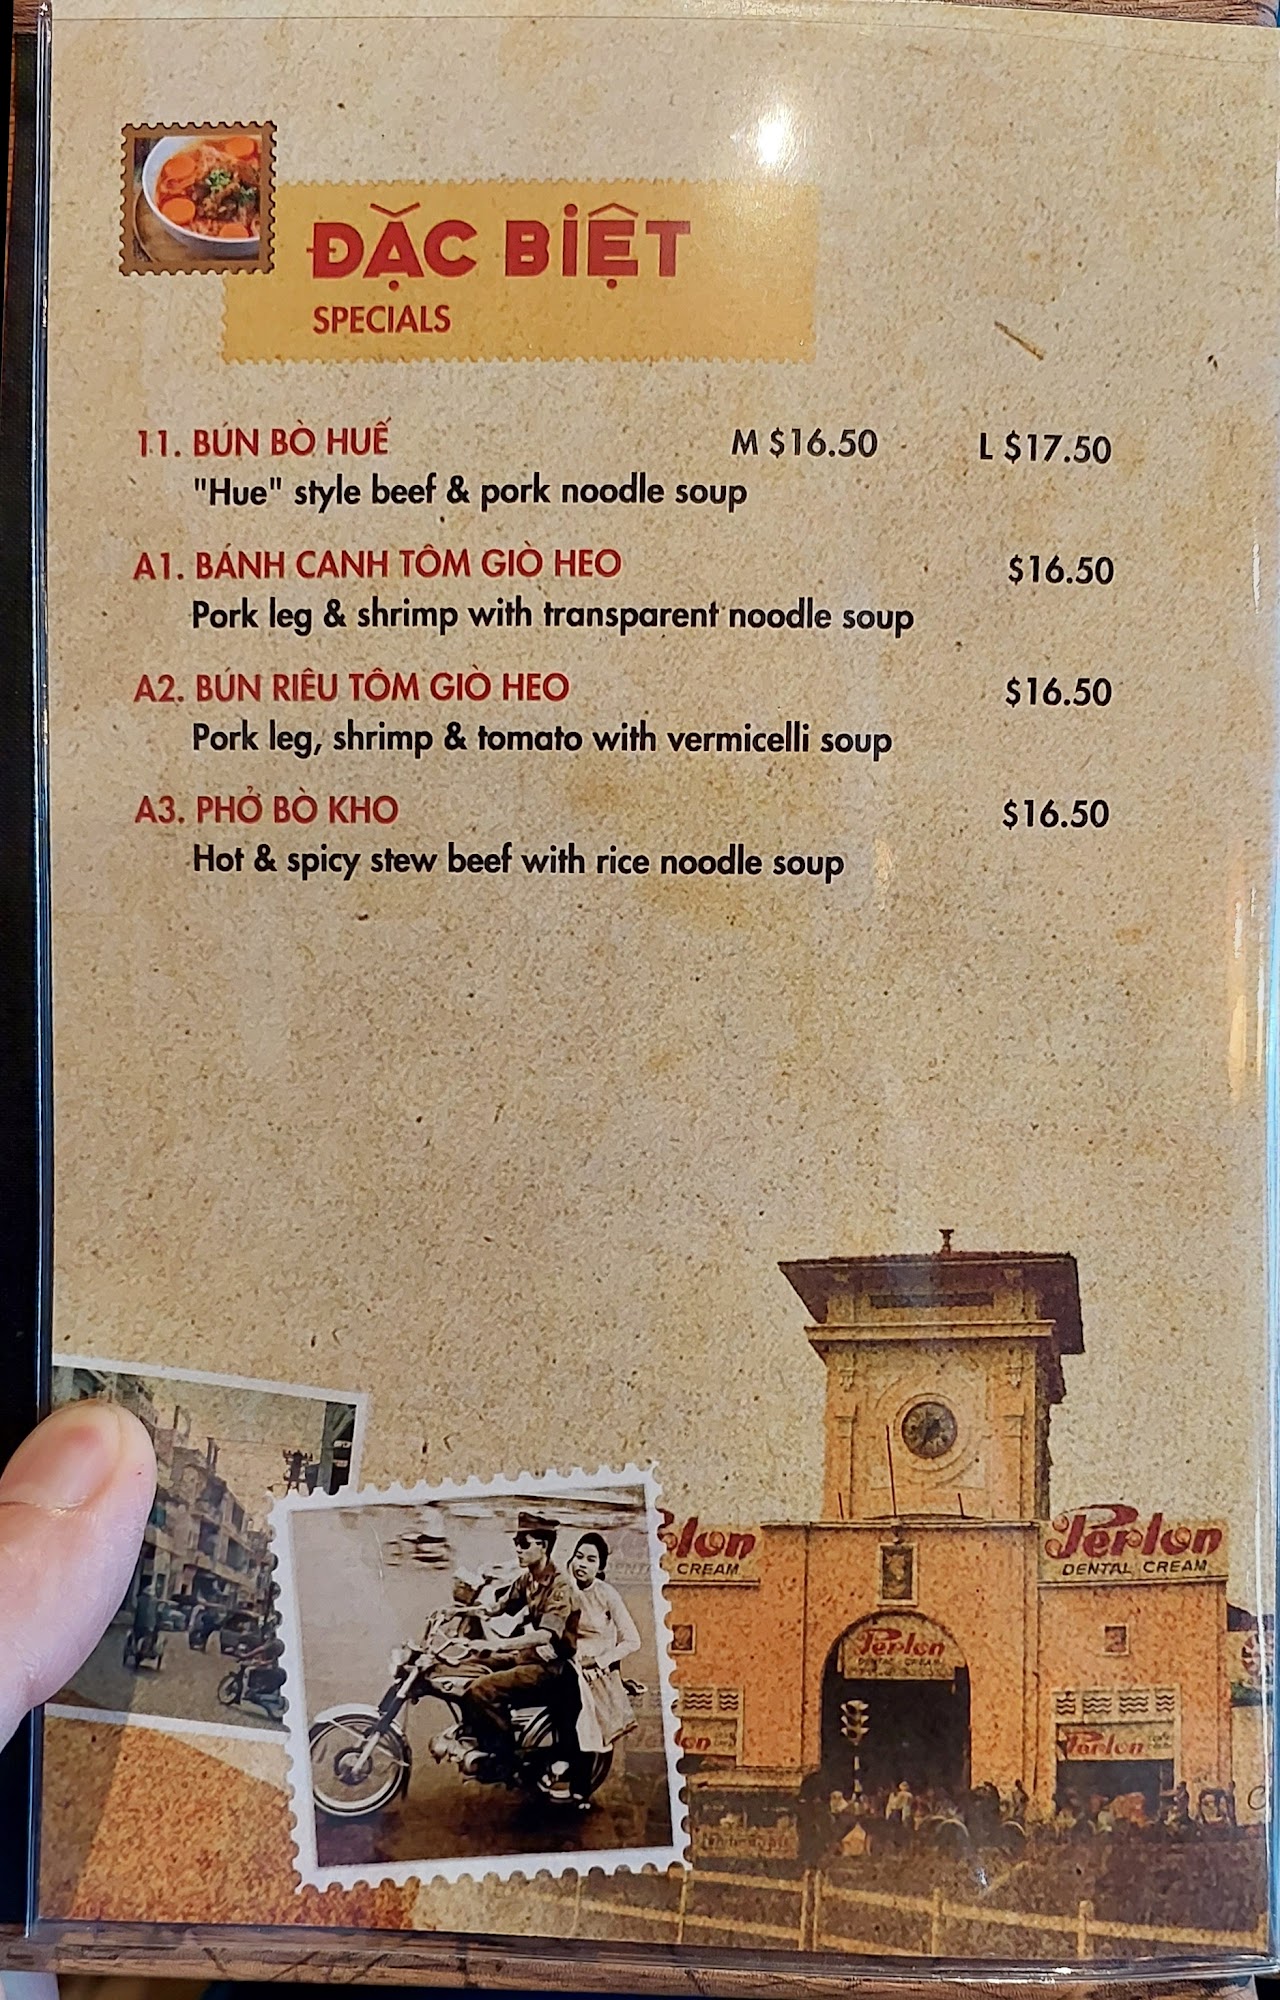 ĐẶC BIỆT
SPECIALS
11. BÚN BÒ HUẾ M $16.50 L $17.50
"Hue" style beef & pork noodle soup
A1. BÁNH CANH TÔM GIÒ HEO $16.50
Pork leg & shrimp with transparent noodle soup
A2. BÚN RIÊU TÔM GIÒ HEO $16.50
Pork leg, shrimp & tomato with vermicelli soup
A3. PHỞ BÒ KHO $16.50
Hot & spicy stew beef with rice noodle soup
Perlon
DENTAL CREAM
CREAM
Perlon
DENTAL CREAM
Perlon